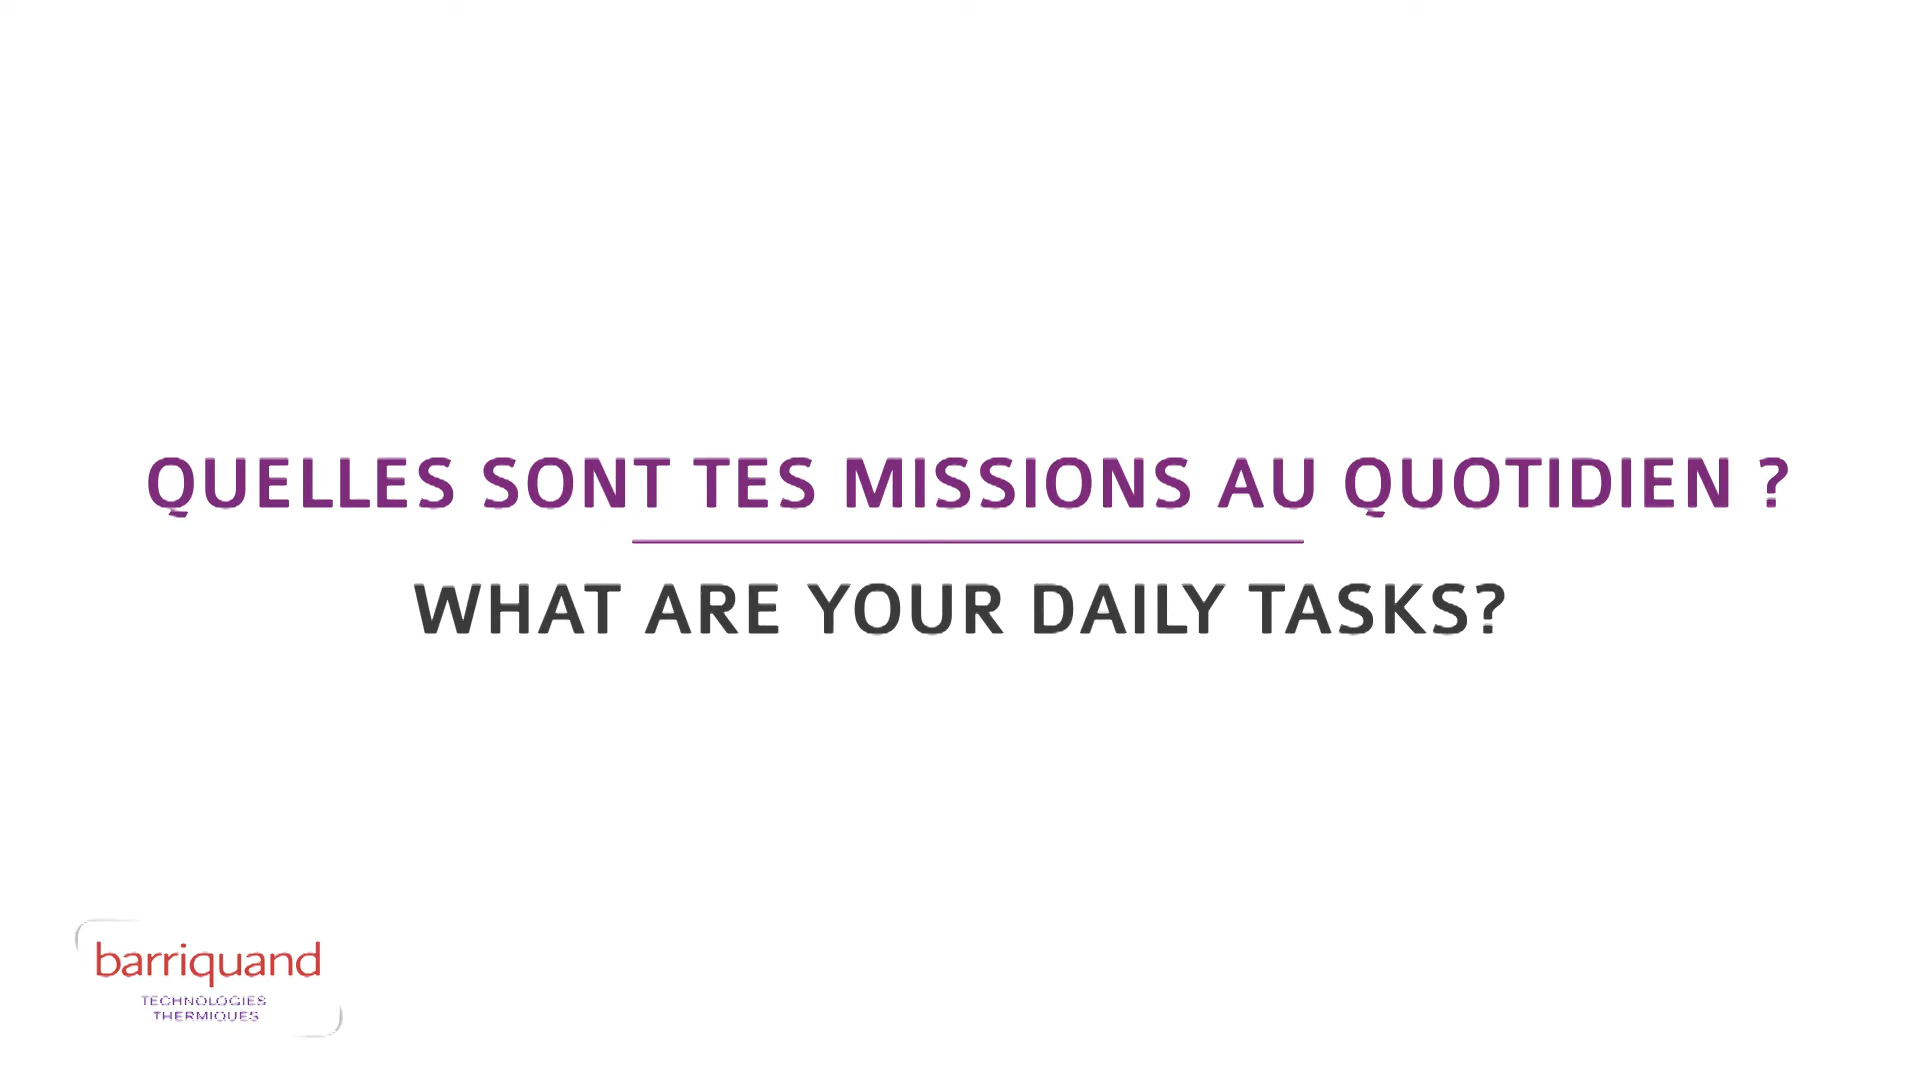 QUELLES SONT TES MISSIONS AU QUOTIDIEN ?
WHAT ARE YOUR DAILY TASKS?
barriquand
TECHNOLOGIES
THERMIQUES